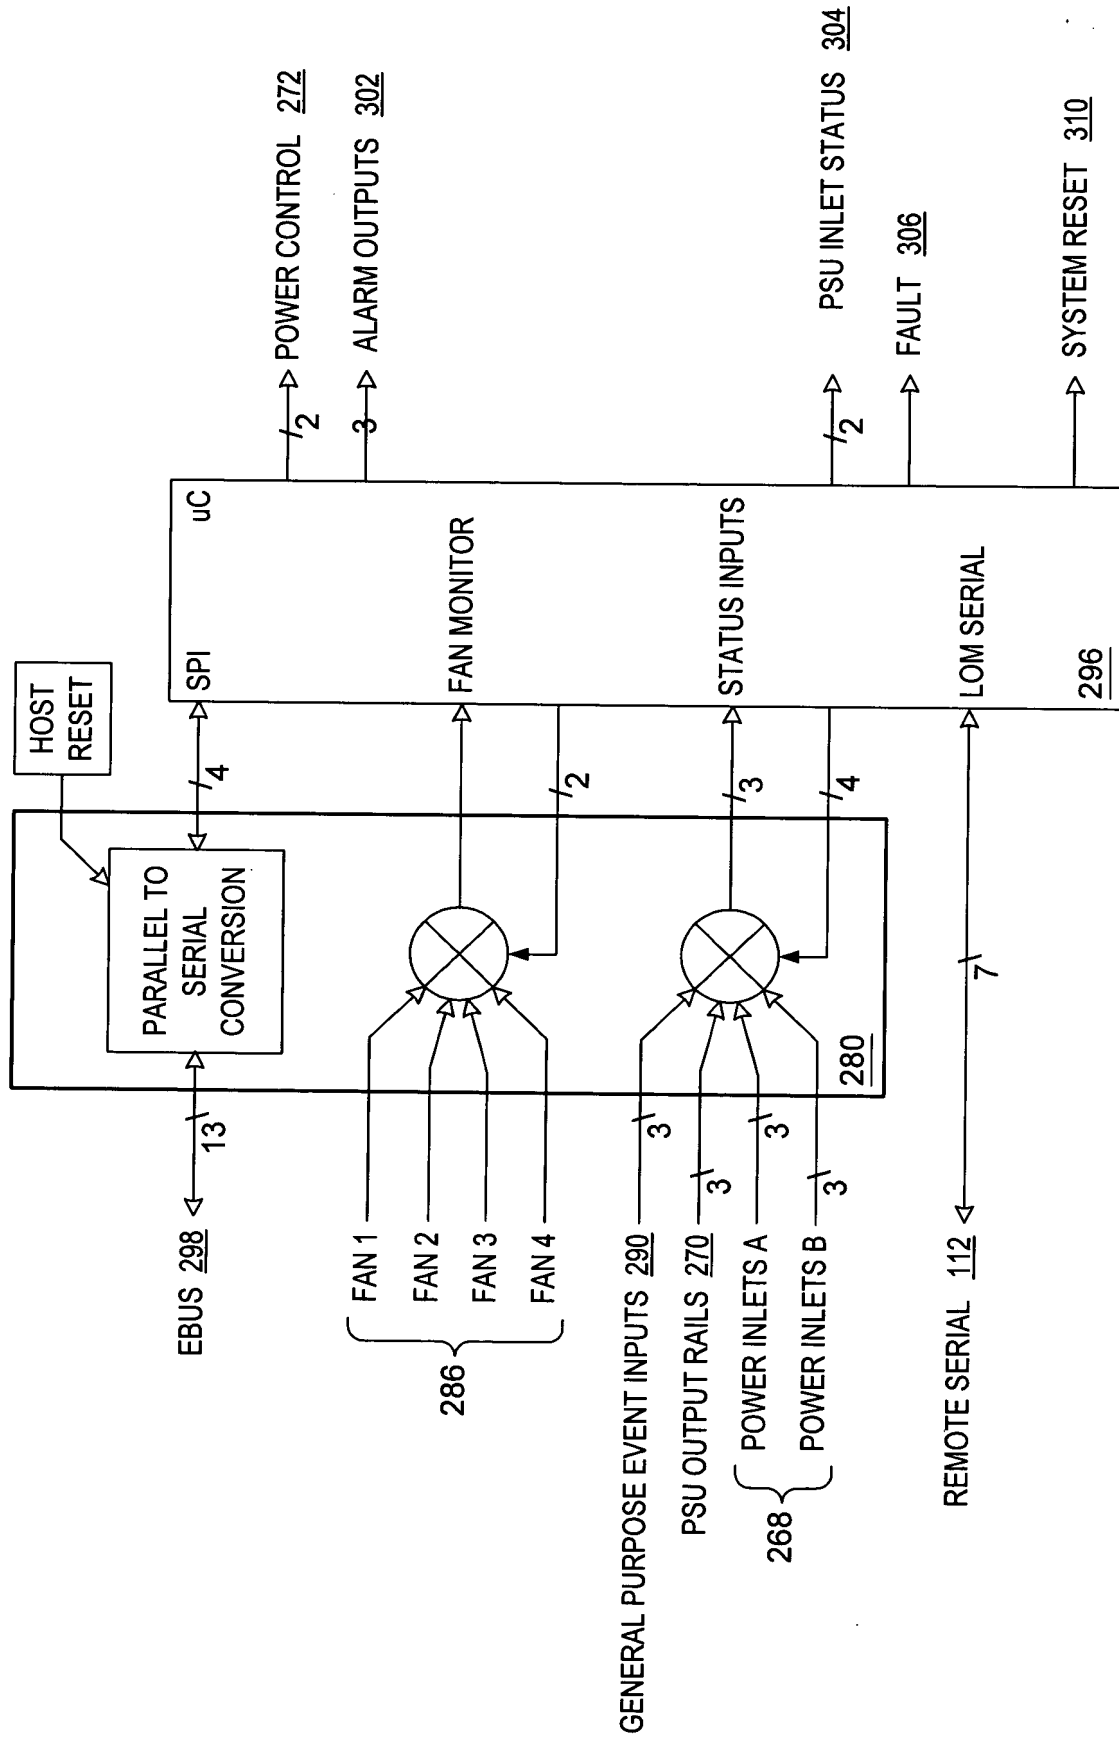 HOST
RESET
EBUS 298
13
PARALLEL TO
SERIAL
CONVERSION
4
SPI
uC
2
POWER CONTROL 272
3
ALARM OUTPUTS 302
286
FAN 1
FAN 2
FAN 3
FAN 4
FAN MONITOR
2
GENERAL PURPOSE EVENT INPUTS 290
3
PSU OUTPUT RAILS 270
3
268
POWER INLETS A
3
POWER INLETS B
3
280
3
STATUS INPUTS
4
2
PSU INLET STATUS 304
FAULT 306
REMOTE SERIAL 112
7
LOM SERIAL
296
SYSTEM RESET 310